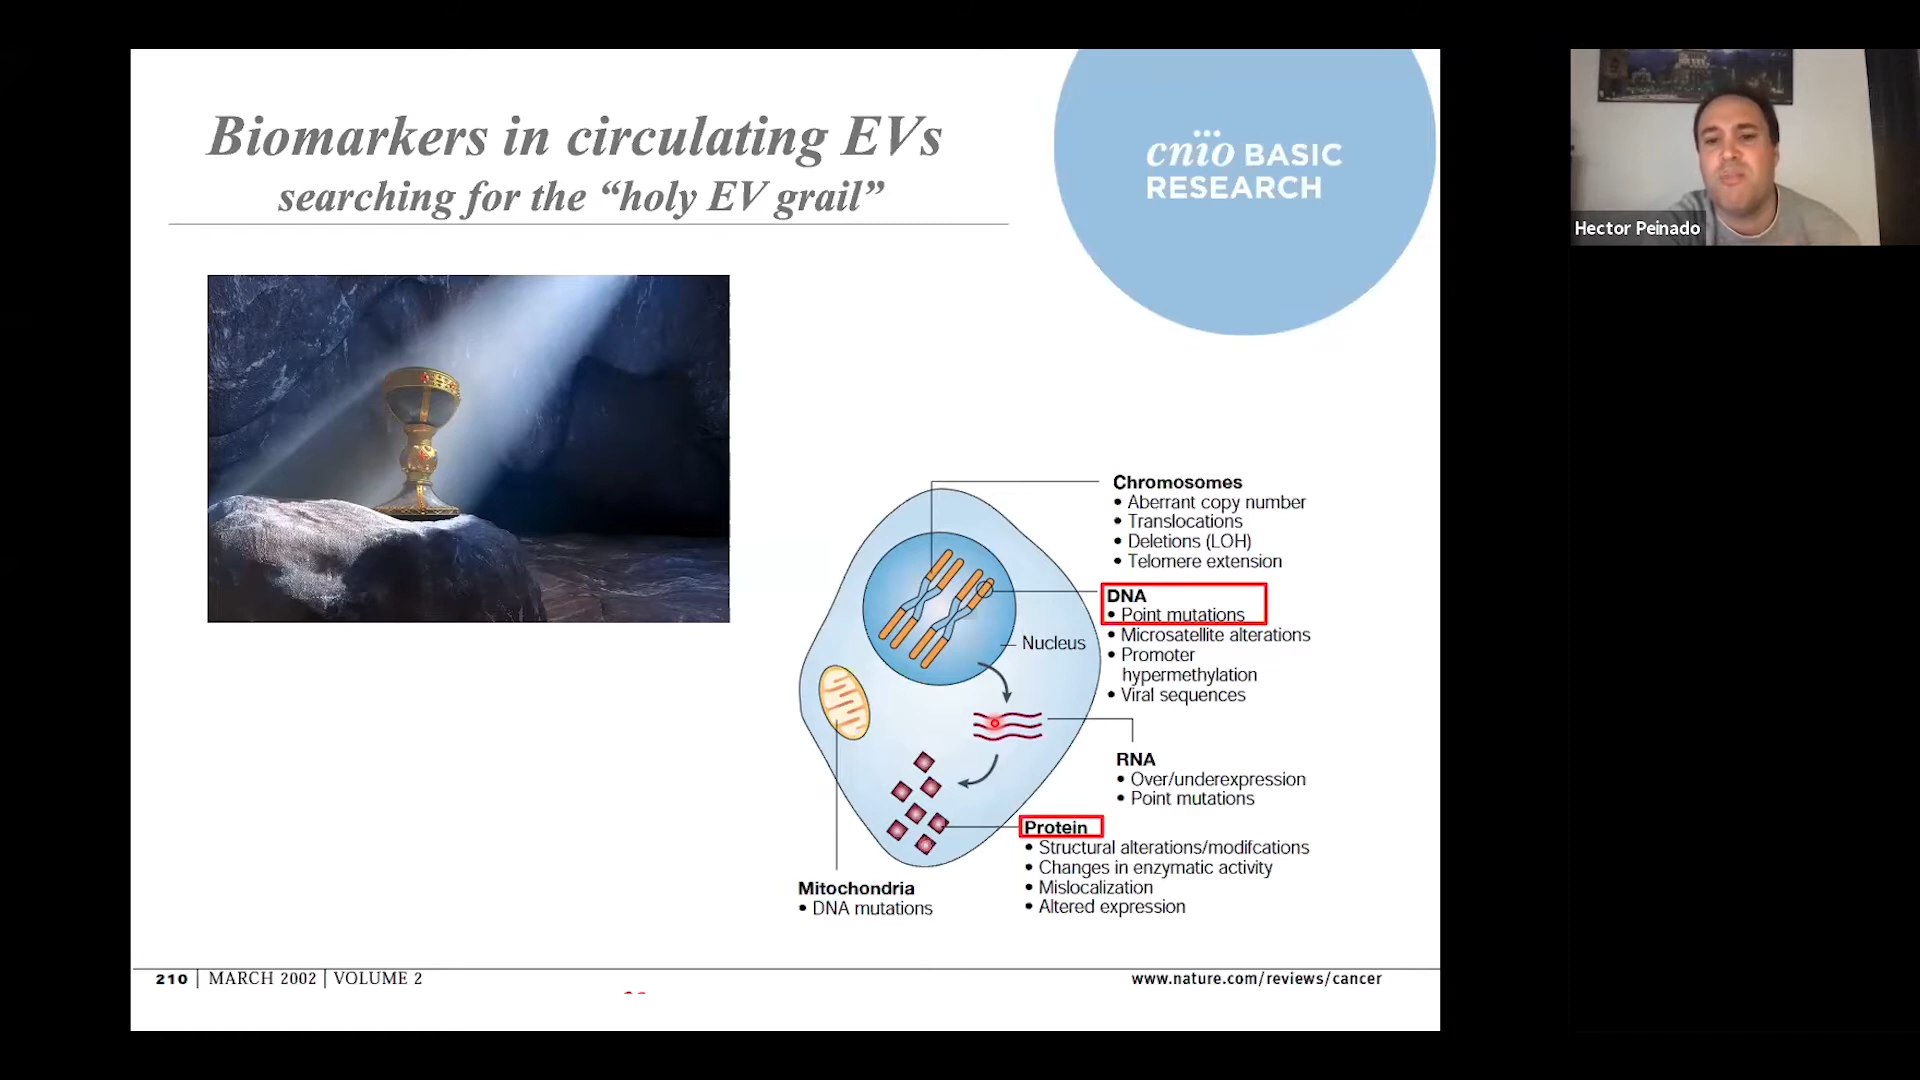 Biomarkers in circulating EVs
searching for the “holy EV grail”
cnio BASIC
RESEARCH
Hector Peinado
Chromosomes
• Aberrant copy number
• Translocations
• Deletions (LOH)
• Telomere extension
DNA
• Point mutations
• Microsatellite alterations
• Promoter
hypermethylation
• Viral sequences
Nucleus
RNA
• Over/underexpression
• Point mutations
Protein
• Structural alterations/modifcations
• Changes in enzymatic activity
• Mislocalization
• Altered expression
Mitochondria
• DNA mutations
210 | MARCH 2002 | VOLUME 2
www.nature.com/reviews/cancer